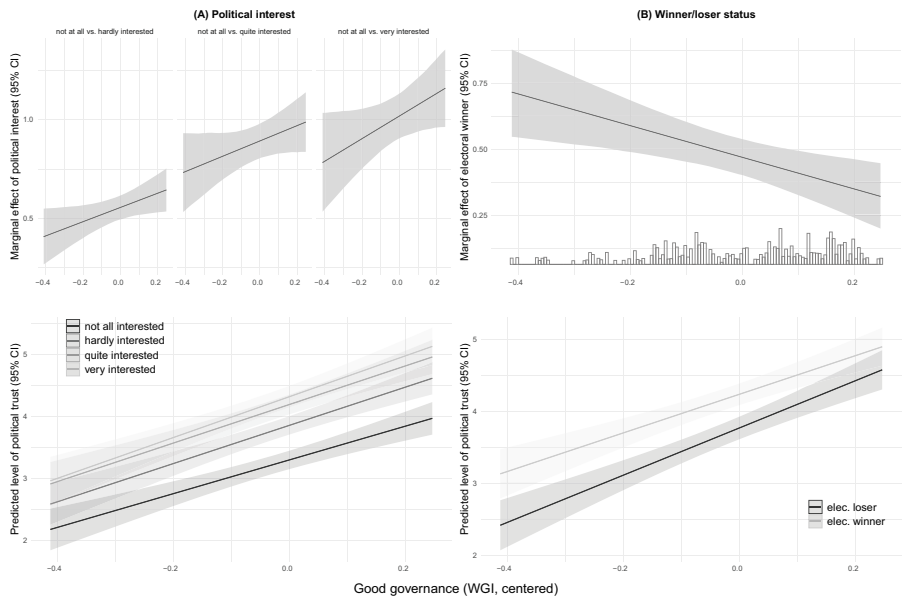 (A) Political interest
(B) Winner/loser status
not at all vs. hardly interested
not at all vs. quite interested
not at all vs. very interested
Marginal effect of political interest (95% CI)
1.0
0.5
−0.4
−0.2
0.0
0.2
−0.4
−0.2
0.0
0.2
−0.4
−0.2
0.0
0.2
Marginal effect of electoral winner (95% CI)
0.75
0.50
0.25
−0.4
−0.2
0.0
0.2
Predicted level of political trust (95% CI)
5
4
3
2
not all interested
hardly interested
quite interested
very interested
−0.4
−0.2
0.0
0.2
Predicted level of political trust (95% CI)
5
4
3
2
elec. loser
elec. winner
−0.4
−0.2
0.0
0.2
Good governance (WGI, centered)